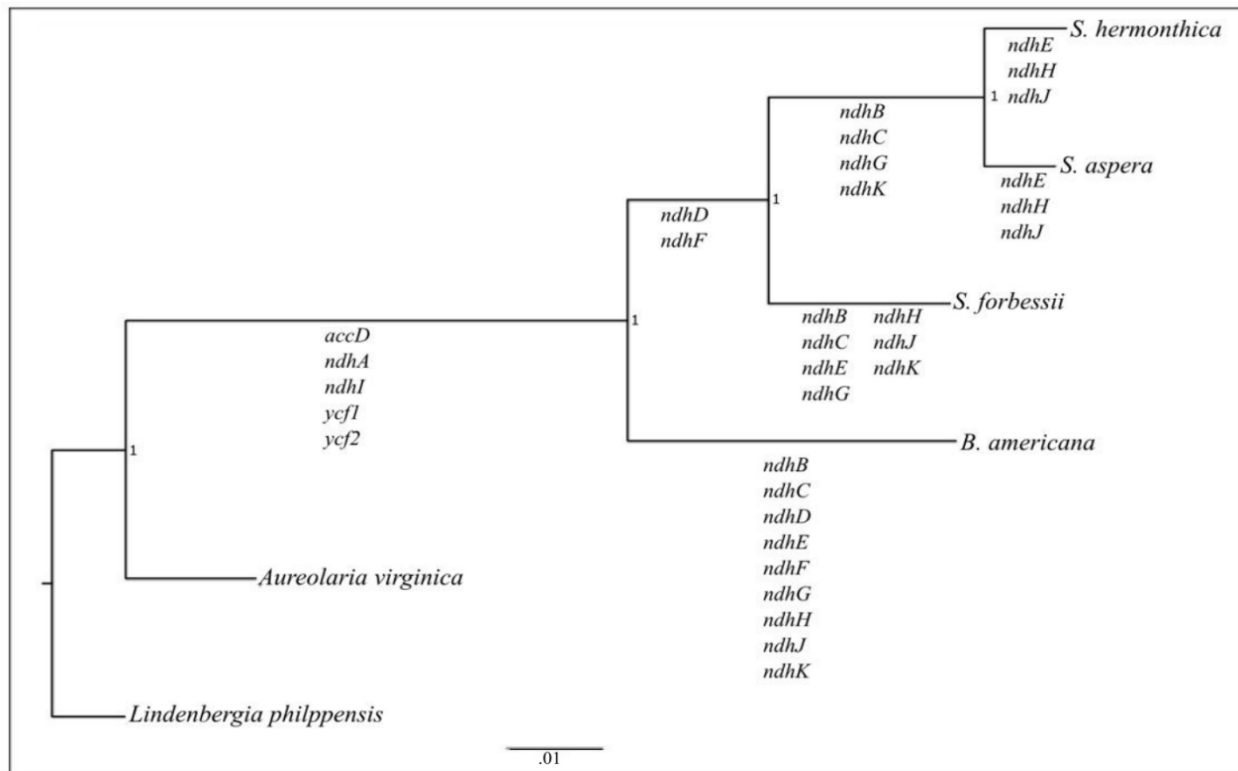 S. hermonthica
ndhE
ndhH
1 ndhJ
ndhB
ndhC
ndhG
ndhK
S. aspera
ndhE
ndhH
ndhJ
1
ndhD
ndhF
S. forbessii
ndhB ndhH
ndhC ndhJ
ndhE ndhK
ndhG
1
accD
ndhA
ndhI
ycf1
ycf2
B. americana
ndhB
ndhC
ndhD
ndhE
ndhF
ndhG
ndhH
ndhJ
ndhK
1
Aureolaria virginica
Lindenbergia philppensis
.01